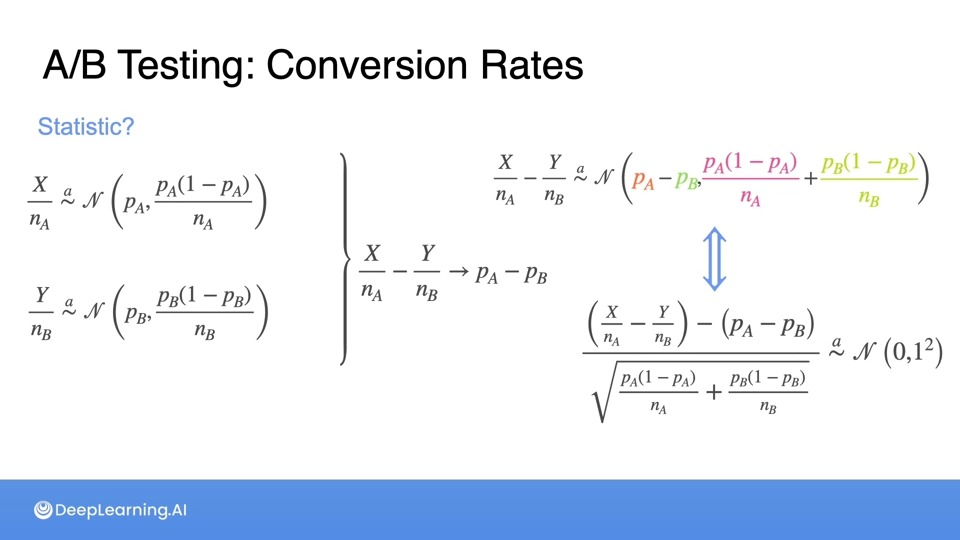 A/B Testing: Conversion Rates
Statistic?
$\frac{X}{n_A} \overset{a}{\sim} \mathcal{N}\left(p_A, \frac{p_A(1-p_A)}{n_A}\right)$
$\frac{Y}{n_B} \overset{a}{\sim} \mathcal{N}\left(p_B, \frac{p_B(1-p_B)}{n_B}\right)$
$\frac{X}{n_A} - \frac{Y}{n_B} \rightarrow p_A - p_B$
$\frac{X}{n_A} - \frac{Y}{n_B} \overset{a}{\sim} \mathcal{N}\left(p_A - p_B, \frac{p_A(1-p_A)}{n_A} + \frac{p_B(1-p_B)}{n_B}\right)$
$\frac{\left(\frac{X}{n_A} - \frac{Y}{n_B}\right) - (p_A - p_B)}{\sqrt{\frac{p_A(1-p_A)}{n_A} + \frac{p_B(1-p_B)}{n_B}}} \overset{a}{\sim} \mathcal{N}(0,1^2)$
DeepLearning.AI